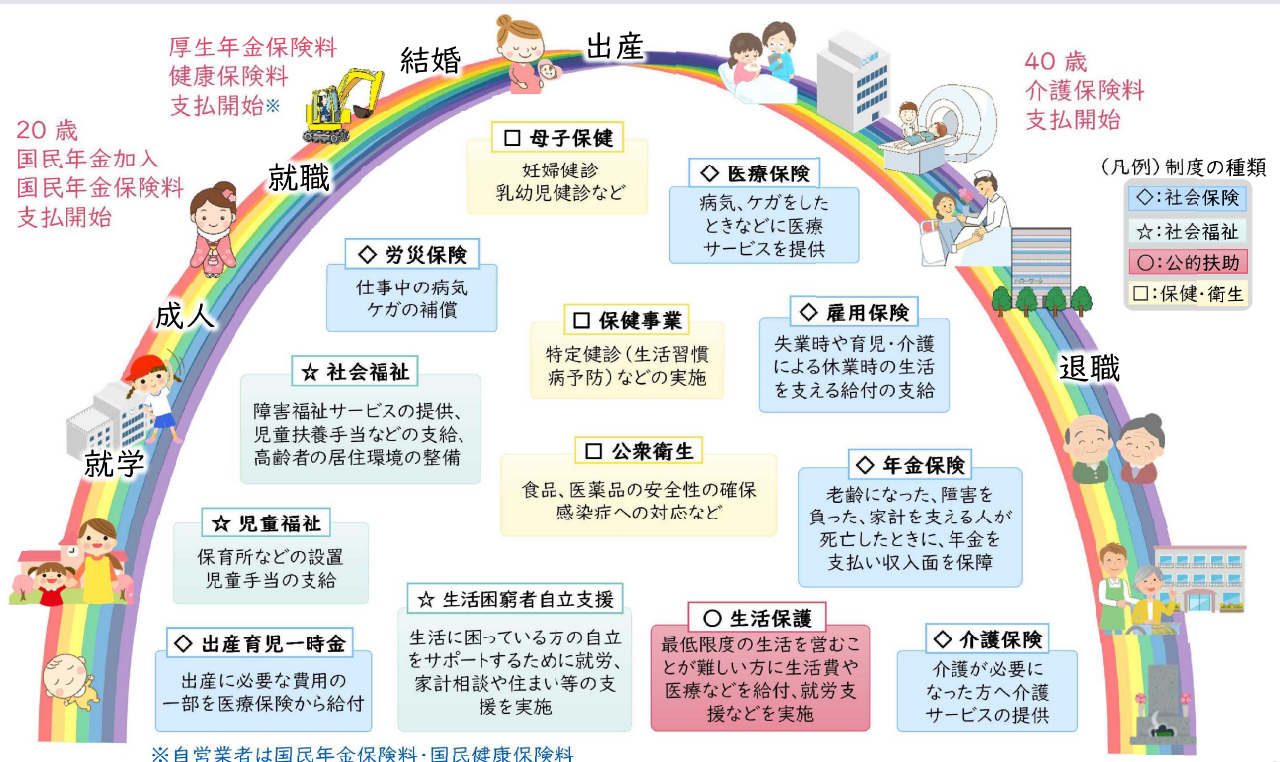 厚生年金保険料
健康保険料
支払開始※
結婚
出産
40 歳
介護保険料
支払開始
20 歳
国民年金加入
国民年金保険料
支払開始
就職
成人
就学
退職
(凡例)制度の種類
◇:社会保険
☆:社会福祉
○:公的扶助
□:保健・衛生
□ 母子保健
妊婦健診
乳幼児健診など
◇ 医療保険
病気、ケガをした
ときなどに医療
サービスを提供
◇ 労災保険
仕事中の病気
ケガの補償
□ 保健事業
特定健診(生活習慣
病予防)などの実施
◇ 雇用保険
失業時や育児・介護
による休業時の生活
を支える給付の支給
☆ 社会福祉
障害福祉サービスの提供、
児童扶養手当などの支給、
高齢者の居住環境の整備
□ 公衆衛生
食品、医薬品の安全性の確保
感染症への対応など
◇ 年金保険
老齢になった、障害を
負った、家計を支える人が
死亡したときに、年金を
支払い収入面を保障
☆ 児童福祉
保育所などの設置
児童手当の支給
☆ 生活困窮者自立支援
生活に困っている方の自立
をサポートするために就労、
家計相談や住まい等の支
援を実施
○ 生活保護
最低限度の生活を営むこ
とが難しい方に生活費や
医療などを給付、就労支
援などを実施
◇ 出産育児一時金
出産に必要な費用の
一部を医療保険から給付
◇ 介護保険
介護が必要に
なった方へ介護
サービスの提供
※自営業者は国民年金保険料・国民健康保険料